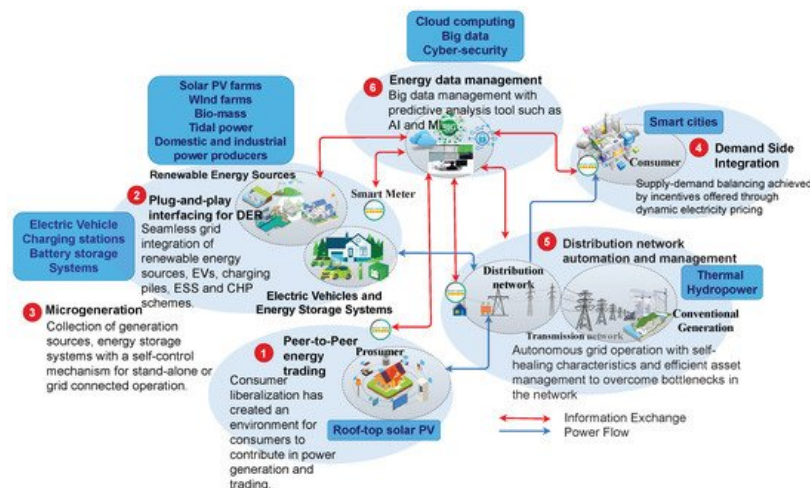 Cloud computing
Big data
Cyber-security
6
Energy data management
Big data management with
predictive analysis tool such as
AI and ML
Solar PV farms
WInd farms
Bio-mass
Tidal power
Domestic and industrial
power producers
Renewable Energy Sources
2
Plug-and-play
interfacing for DER
Seamless grid
integration of
renewable energy
sources, EVs, charging
piles, ESS and CHP
schemes.
Smart Meter
Smart cities
4
Consumer
Demand Side
Integration
Supply-demand balancing achieved
by incentives offered through
dynamic electricity pricing
Electric Vehicle
Charging stations
Battery storage
Systems
Electric Vehicles and
Energy Storage Systems
3
Microgeneration
Collection of generation
sources, energy storage
systems with a self-control
mechanism for stand-alone or
grid connected operation.
5
Distribution network
automation and management
Distribution
network
Thermal
Hydropower
Conventional
Generation
Transmission network
Autonomous grid operation with self-
healing characteristics and efficient asset
management to overcome bottlenecks in
the network
1
Peer-to-Peer
energy
trading
Prosumer
Consumer
liberalization has
created an
environment for
consumers to
contribute in power
generation and
trading.
Roof-top solar PV
Information Exchange
Power Flow